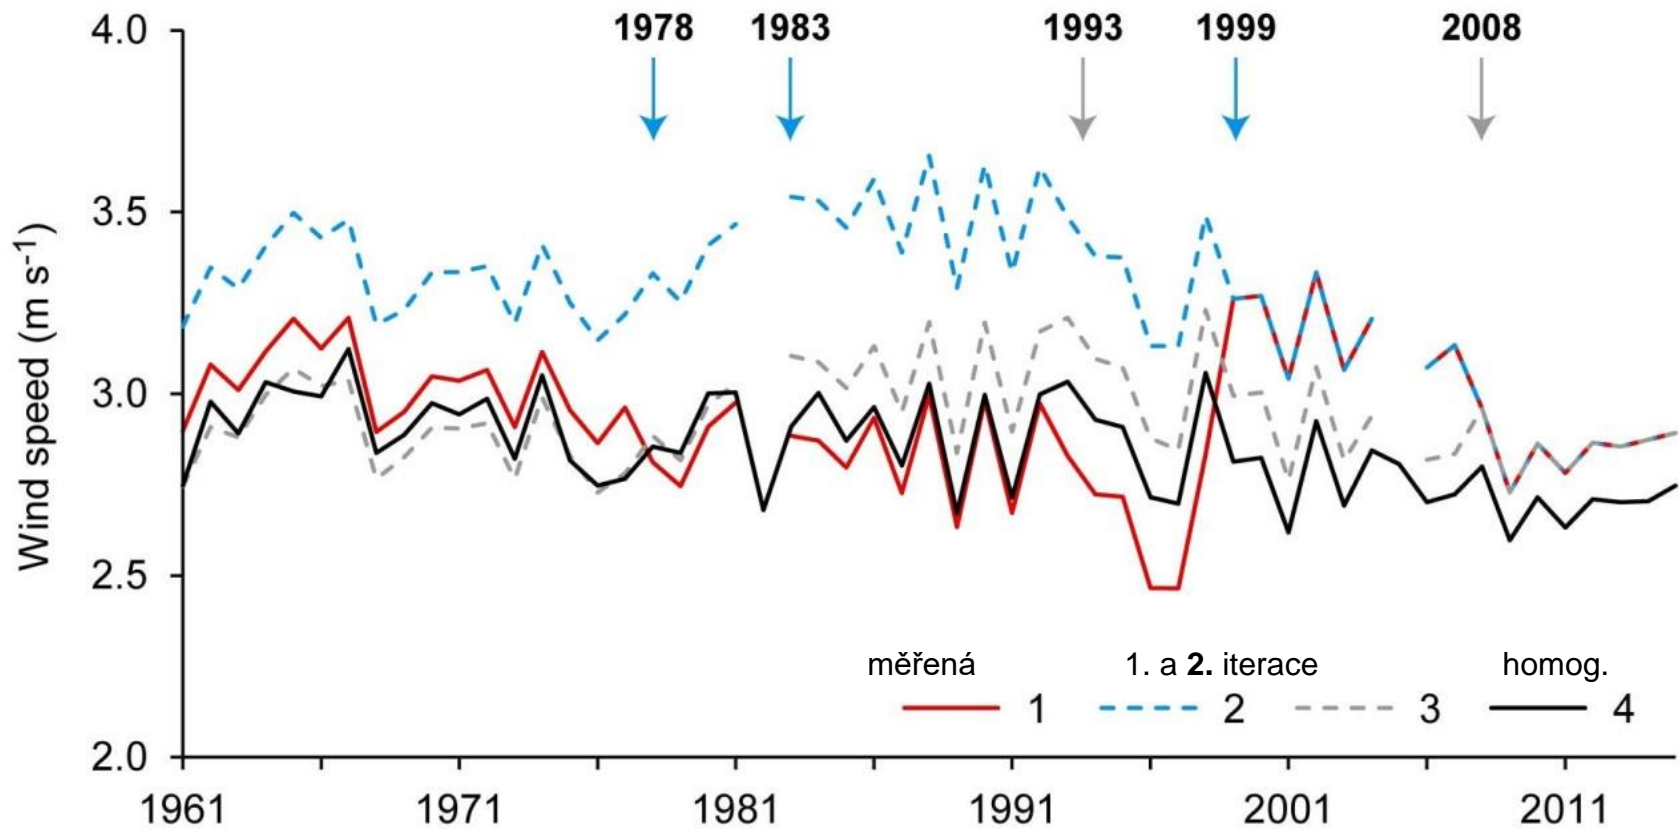 1978 1983 1993 1999 2008
4.0
3.5
3.0
2.5
2.0
Wind speed (m s-1)
měřená 1. a 2. iterace homog.
1 2 3 4
1961 1971 1981 1991 2001 2011